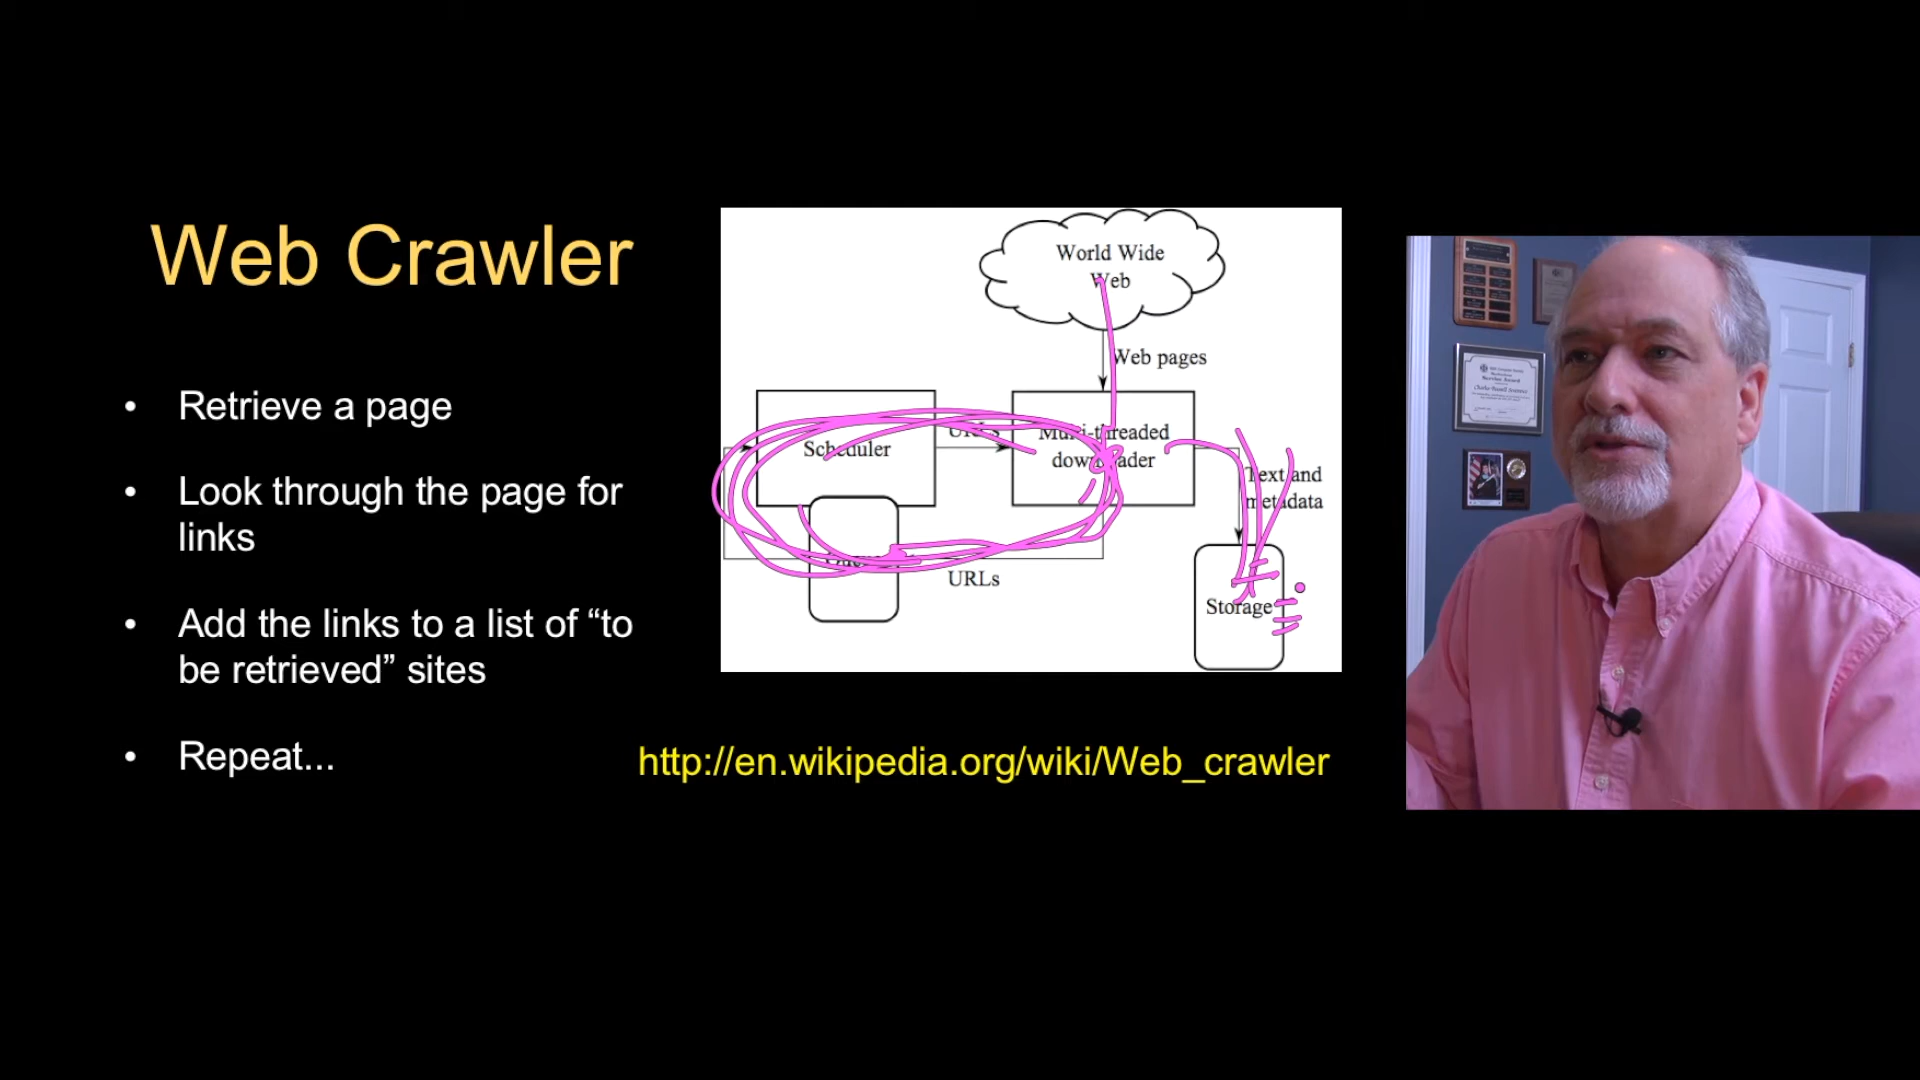 Web Crawler
• Retrieve a page
• Look through the page for
links
• Add the links to a list of “to
be retrieved” sites
• Repeat...
World Wide
Web
Web pages
Scheduler
URLs
Multi-threaded
downloader
Text and
metadata
URLs
Storage
http://en.wikipedia.org/wiki/Web_crawler